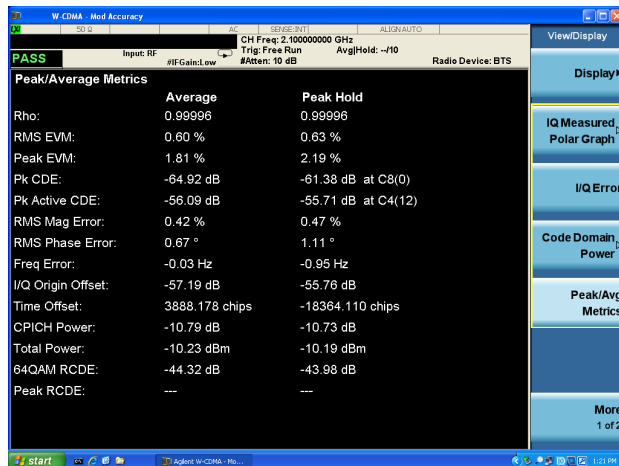 W-CDMA - Mod Accuracy
50 Ω AC SENSE:INT ALIGN AUTO
CH Freq: 2.100000000 GHz
Input: RF Trig: Free Run Avg|Hold: --/10
PASS #IFGain:Low #Atten: 10 dB Radio Device: BTS
Peak/Average Metrics
Average Peak Hold
Rho: 0.99996 0.99996
RMS EVM: 0.60 % 0.63 %
Peak EVM: 1.81 % 2.19 %
Pk CDE: -64.92 dB -61.38 dB at C8(0)
Pk Active CDE: -56.09 dB -55.71 dB at C4(12)
RMS Mag Error: 0.42 % 0.47 %
RMS Phase Error: 0.67 ° 1.11 °
Freq Error: -0.03 Hz -0.95 Hz
I/Q Origin Offset: -57.19 dB -55.76 dB
Time Offset: 3888.178 chips -18364.110 chips
CPICH Power: -10.79 dB -10.73 dB
Total Power: -10.23 dBm -10.19 dBm
64QAM RCDE: -44.32 dB -43.98 dB
Peak RCDE: --- ---
View/Display
Display
IQ Measured
Polar Graph
I/Q Error
Code Domain
Power
Peak/Avg
Metrics
More
1 of 2
start Agilent W-CDMA - Mo... 1:21 PM